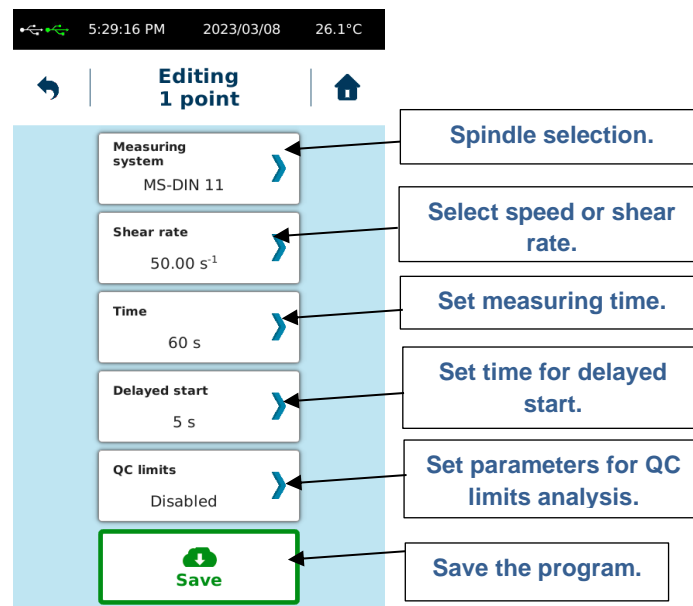 5:29:16 PM 2023/03/08 26.1°C
Editing
1 point
Measuring
system
MS-DIN 11
Spindle selection.
Shear rate
50.00 s⁻¹
Select speed or shear
rate.
Time
60 s
Set measuring time.
Delayed start
5 s
Set time for delayed
start.
QC limits
Disabled
Set parameters for QC
limits analysis.
Save
Save the program.